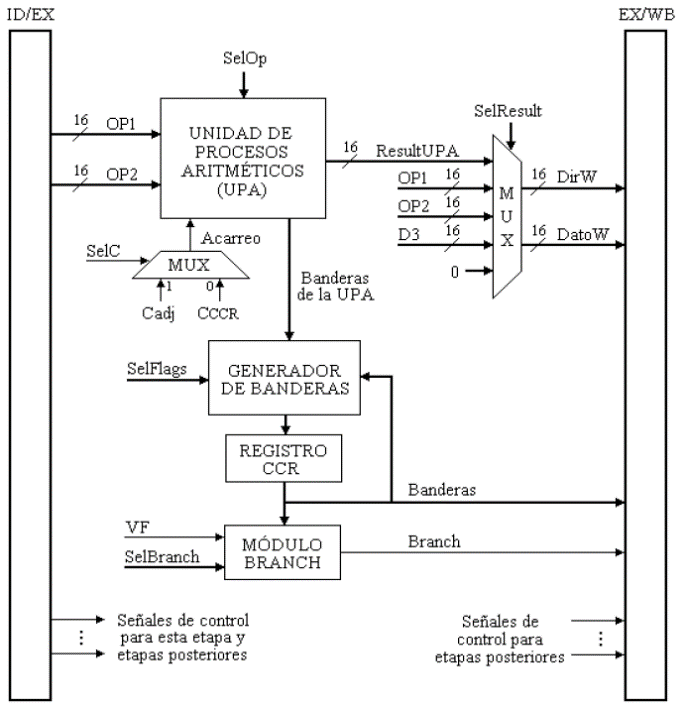 ID/EX
EX/WB
SelOp
SelResult
16 OP1
16 OP2
UNIDAD DE
PROCESOS
ARITMÉTICOS
(UPA)
16 ResultUPA
OP1 16
OP2 16
D3 16
0
M
U
X
16 DirW
16 DatoW
Acarreo
SelC
MUX
1
0
Cadj
CCCR
Banderas
de la UPA
SelFlags
GENERADOR
DE BANDERAS
REGISTRO
CCR
Banderas
VF
SelBranch
MÓDULO
BRANCH
Branch
Señales de control
para esta etapa y
etapas posteriores
Señales de
control para
etapas posteriores